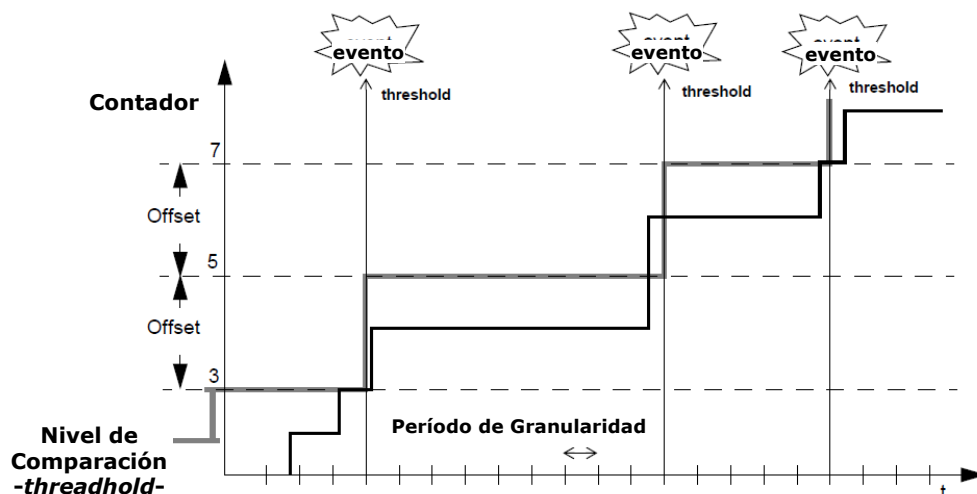 evento
evento
evento
threshold
threshold
threshold
Contador
7
Offset
5
Offset
3
Período de Granularidad
Nivel de
Comparación
-threadhold-
t